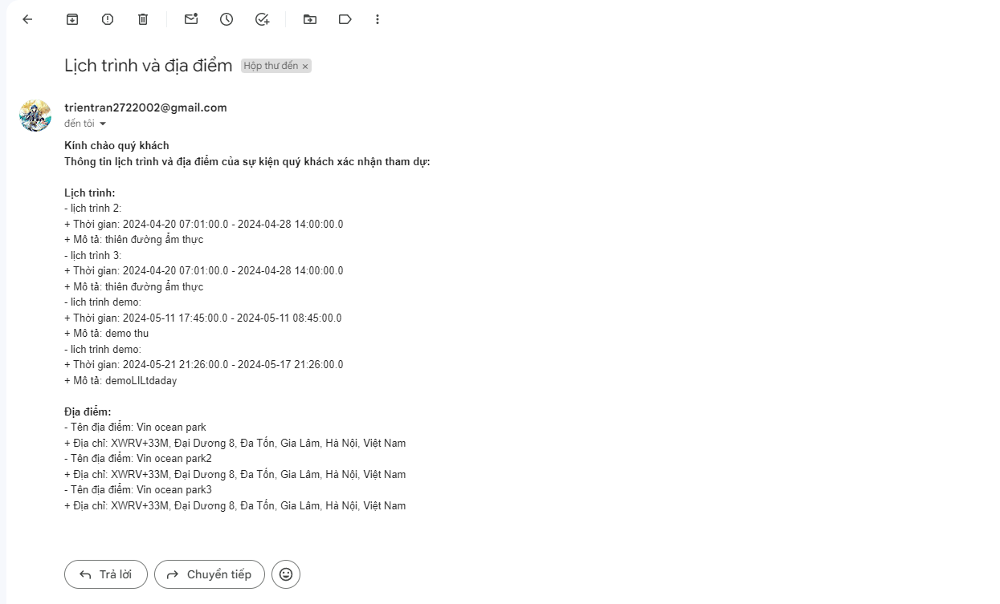 Lịch trình và địa điểm Hộp thư đến ×
trientran2722002@gmail.com
đến tôi
Kính chào quý khách
Thông tin lịch trình và địa điểm của sự kiện quý khách xác nhận tham dự:
Lịch trình:
- lịch trình 2:
+ Thời gian: 2024-04-20 07:01:00.0 - 2024-04-28 14:00:00.0
+ Mô tả: thiên đường ẩm thực
- lịch trình 3:
+ Thời gian: 2024-04-20 07:01:00.0 - 2024-04-28 14:00:00.0
+ Mô tả: thiên đường ẩm thực
- lich trinh demo:
+ Thời gian: 2024-05-11 17:45:00.0 - 2024-05-11 08:45:00.0
+ Mô tả: demo thu
- lich trinh demo:
+ Thời gian: 2024-05-21 21:26:00.0 - 2024-05-17 21:26:00.0
+ Mô tả: demoLILtdaday
Địa điểm:
- Tên địa điểm: Vin ocean park
+ Địa chỉ: XWRV+33M, Đại Dương 8, Đa Tốn, Gia Lâm, Hà Nội, Việt Nam
- Tên địa điểm: Vin ocean park2
+ Địa chỉ: XWRV+33M, Đại Dương 8, Đa Tốn, Gia Lâm, Hà Nội, Việt Nam
- Tên địa điểm: Vin ocean park3
+ Địa chỉ: XWRV+33M, Đại Dương 8, Đa Tốn, Gia Lâm, Hà Nội, Việt Nam
Trả lời Chuyển tiếp